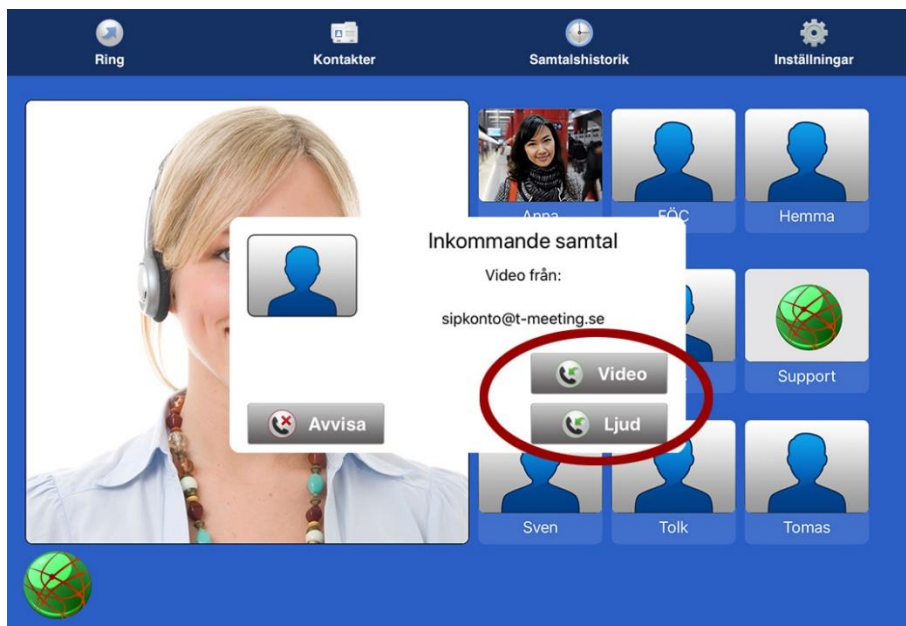 Ring
Kontakter
Samtalshistorik
Inställningar
Anna
FÖC
Hemma
Inkommande samtal
Video från:
sipkonto@t-meeting.se
Video
Support
Avvisa
Ljud
Sven
Tolk
Tomas